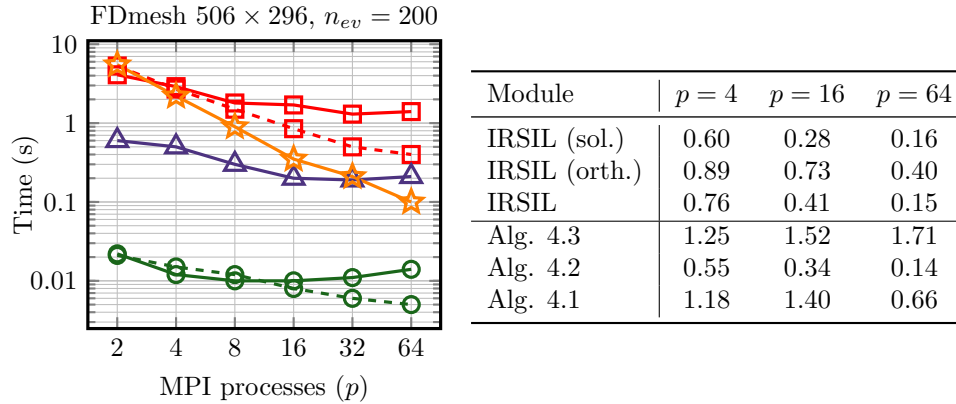 FDmesh 506 × 296, n_ev = 200
10
1
0.1
0.01
Time (s)
2 4 8 16 32 64
MPI processes (p)
Module p = 4 p = 16 p = 64
IRSIL (sol.) 0.60 0.28 0.16
IRSIL (orth.) 0.89 0.73 0.40
IRSIL 0.76 0.41 0.15
Alg. 4.3 1.25 1.52 1.71
Alg. 4.2 0.55 0.34 0.14
Alg. 4.1 1.18 1.40 0.66